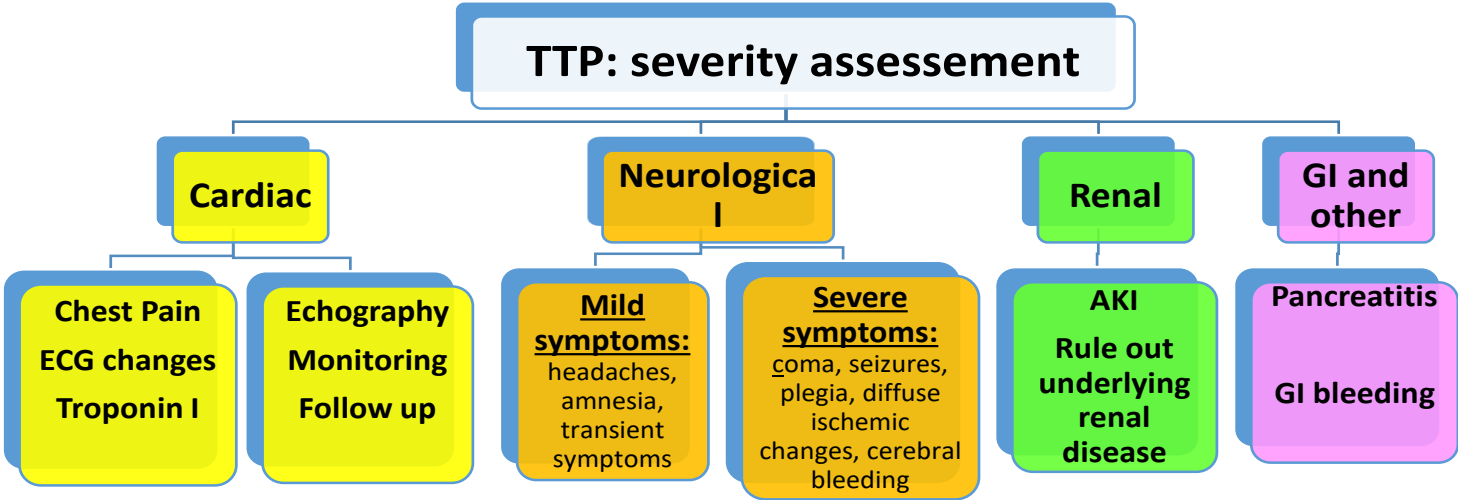 TTP: severity assessement
Cardiac
Neurologica
l
Renal
GI and
other
Chest Pain
ECG changes
Troponin I
Echography
Monitoring
Follow up
Mild
symptoms:
headaches,
amnesia,
transient
symptoms
Severe
symptoms:
coma, seizures,
plegia, diffuse
ischemic
changes, cerebral
bleeding
AKI
Rule out
underlying
renal
disease
Pancreatitis
GI bleeding